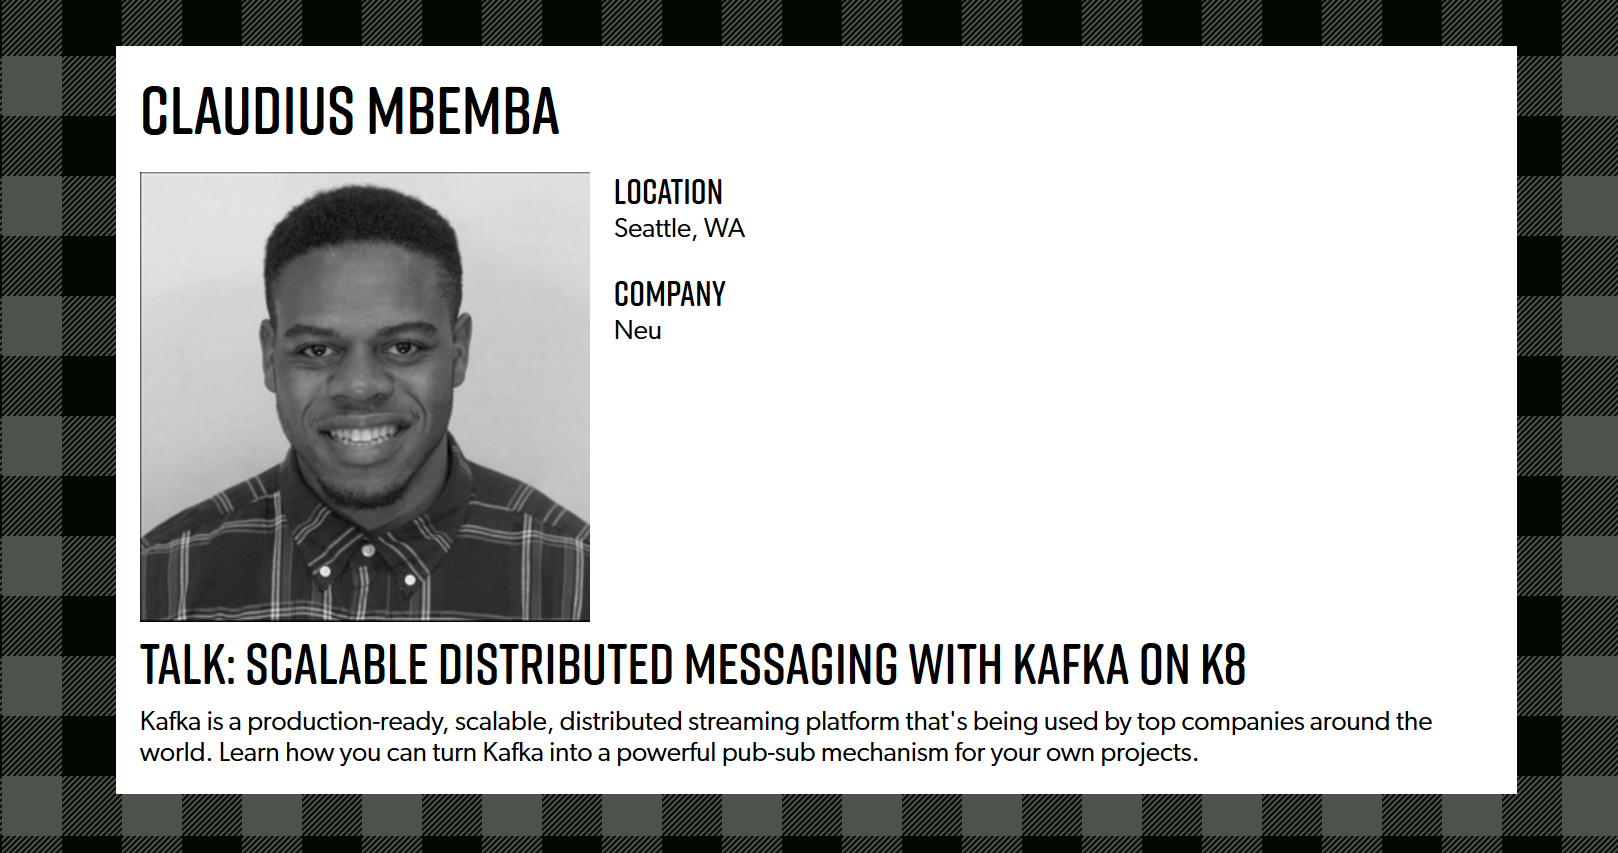 CLAUDIUS MBEMBA
LOCATION
Seattle, WA
COMPANY
Neu
TALK: SCALABLE DISTRIBUTED MESSAGING WITH KAFKA ON K8
Kafka is a production-ready, scalable, distributed streaming platform that's being used by top companies around the
world. Learn how you can turn Kafka into a powerful pub-sub mechanism for your own projects.